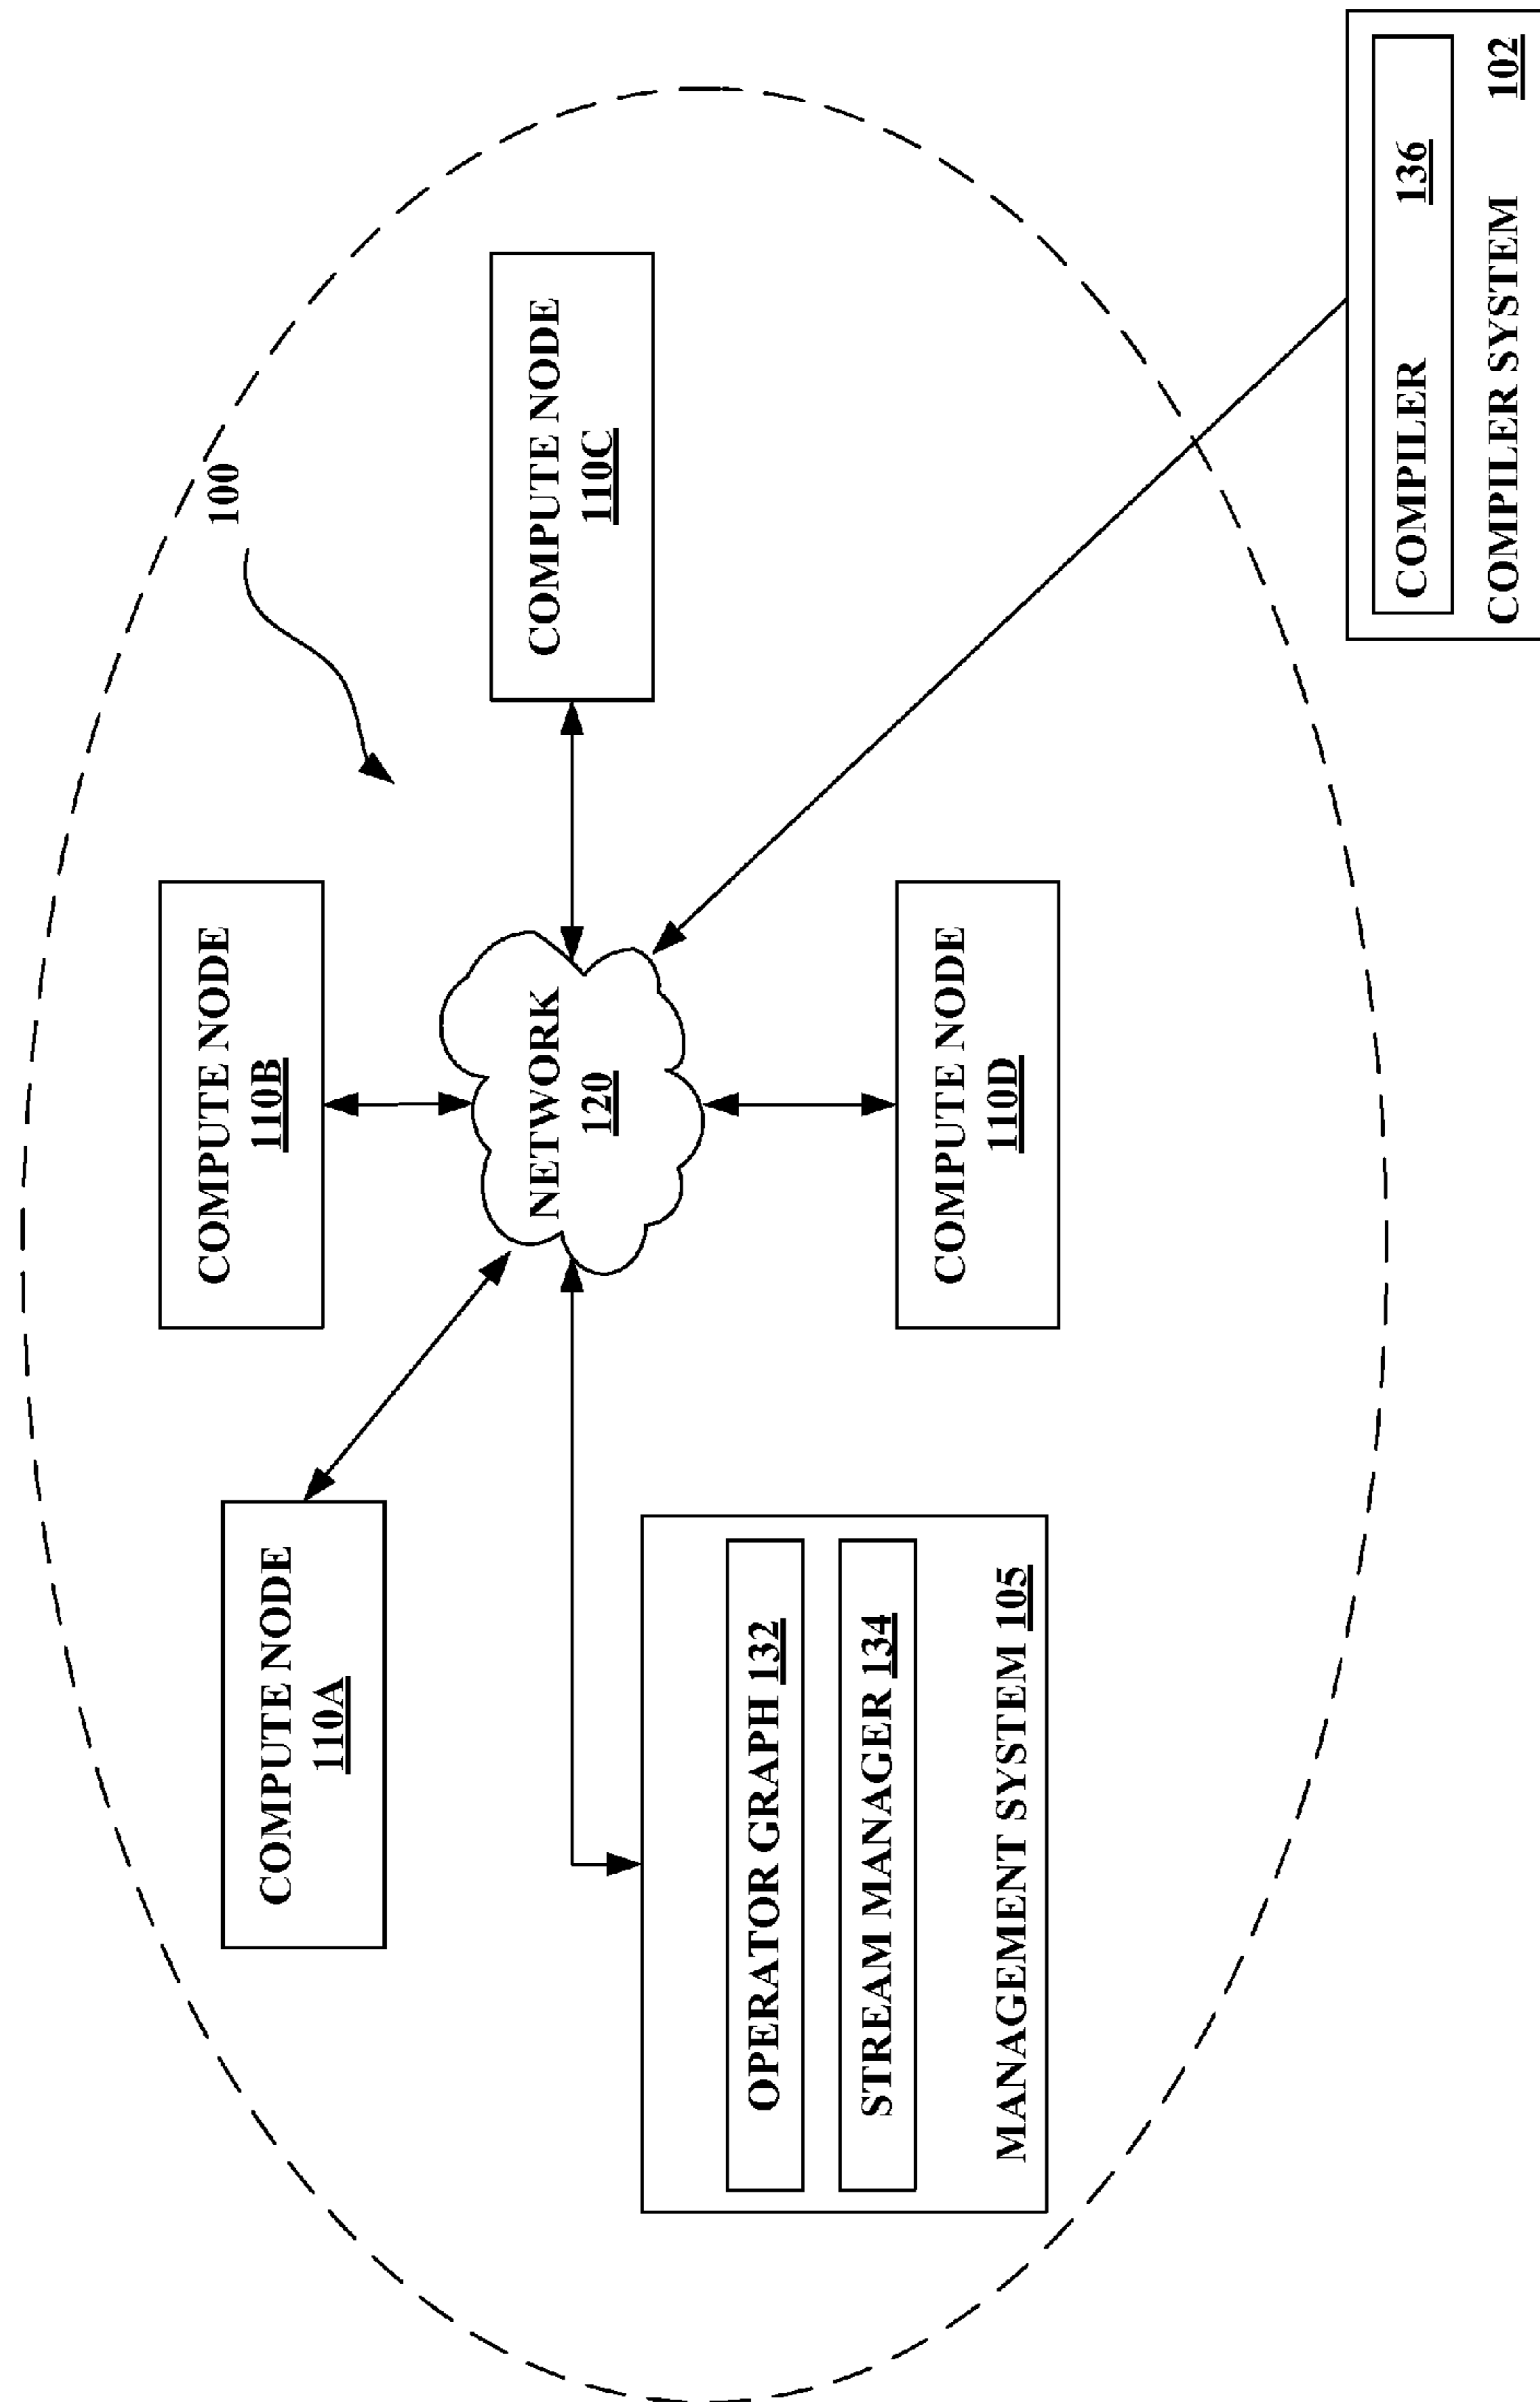 100
COMPUTE NODE
110A
COMPUTE NODE
110B
COMPUTE NODE
110C
NETWORK
120
OPERATOR GRAPH 132
STREAM MANAGER 134
MANAGEMENT SYSTEM 105
COMPUTE NODE
110D
COMPILER 136
COMPILER SYSTEM 102